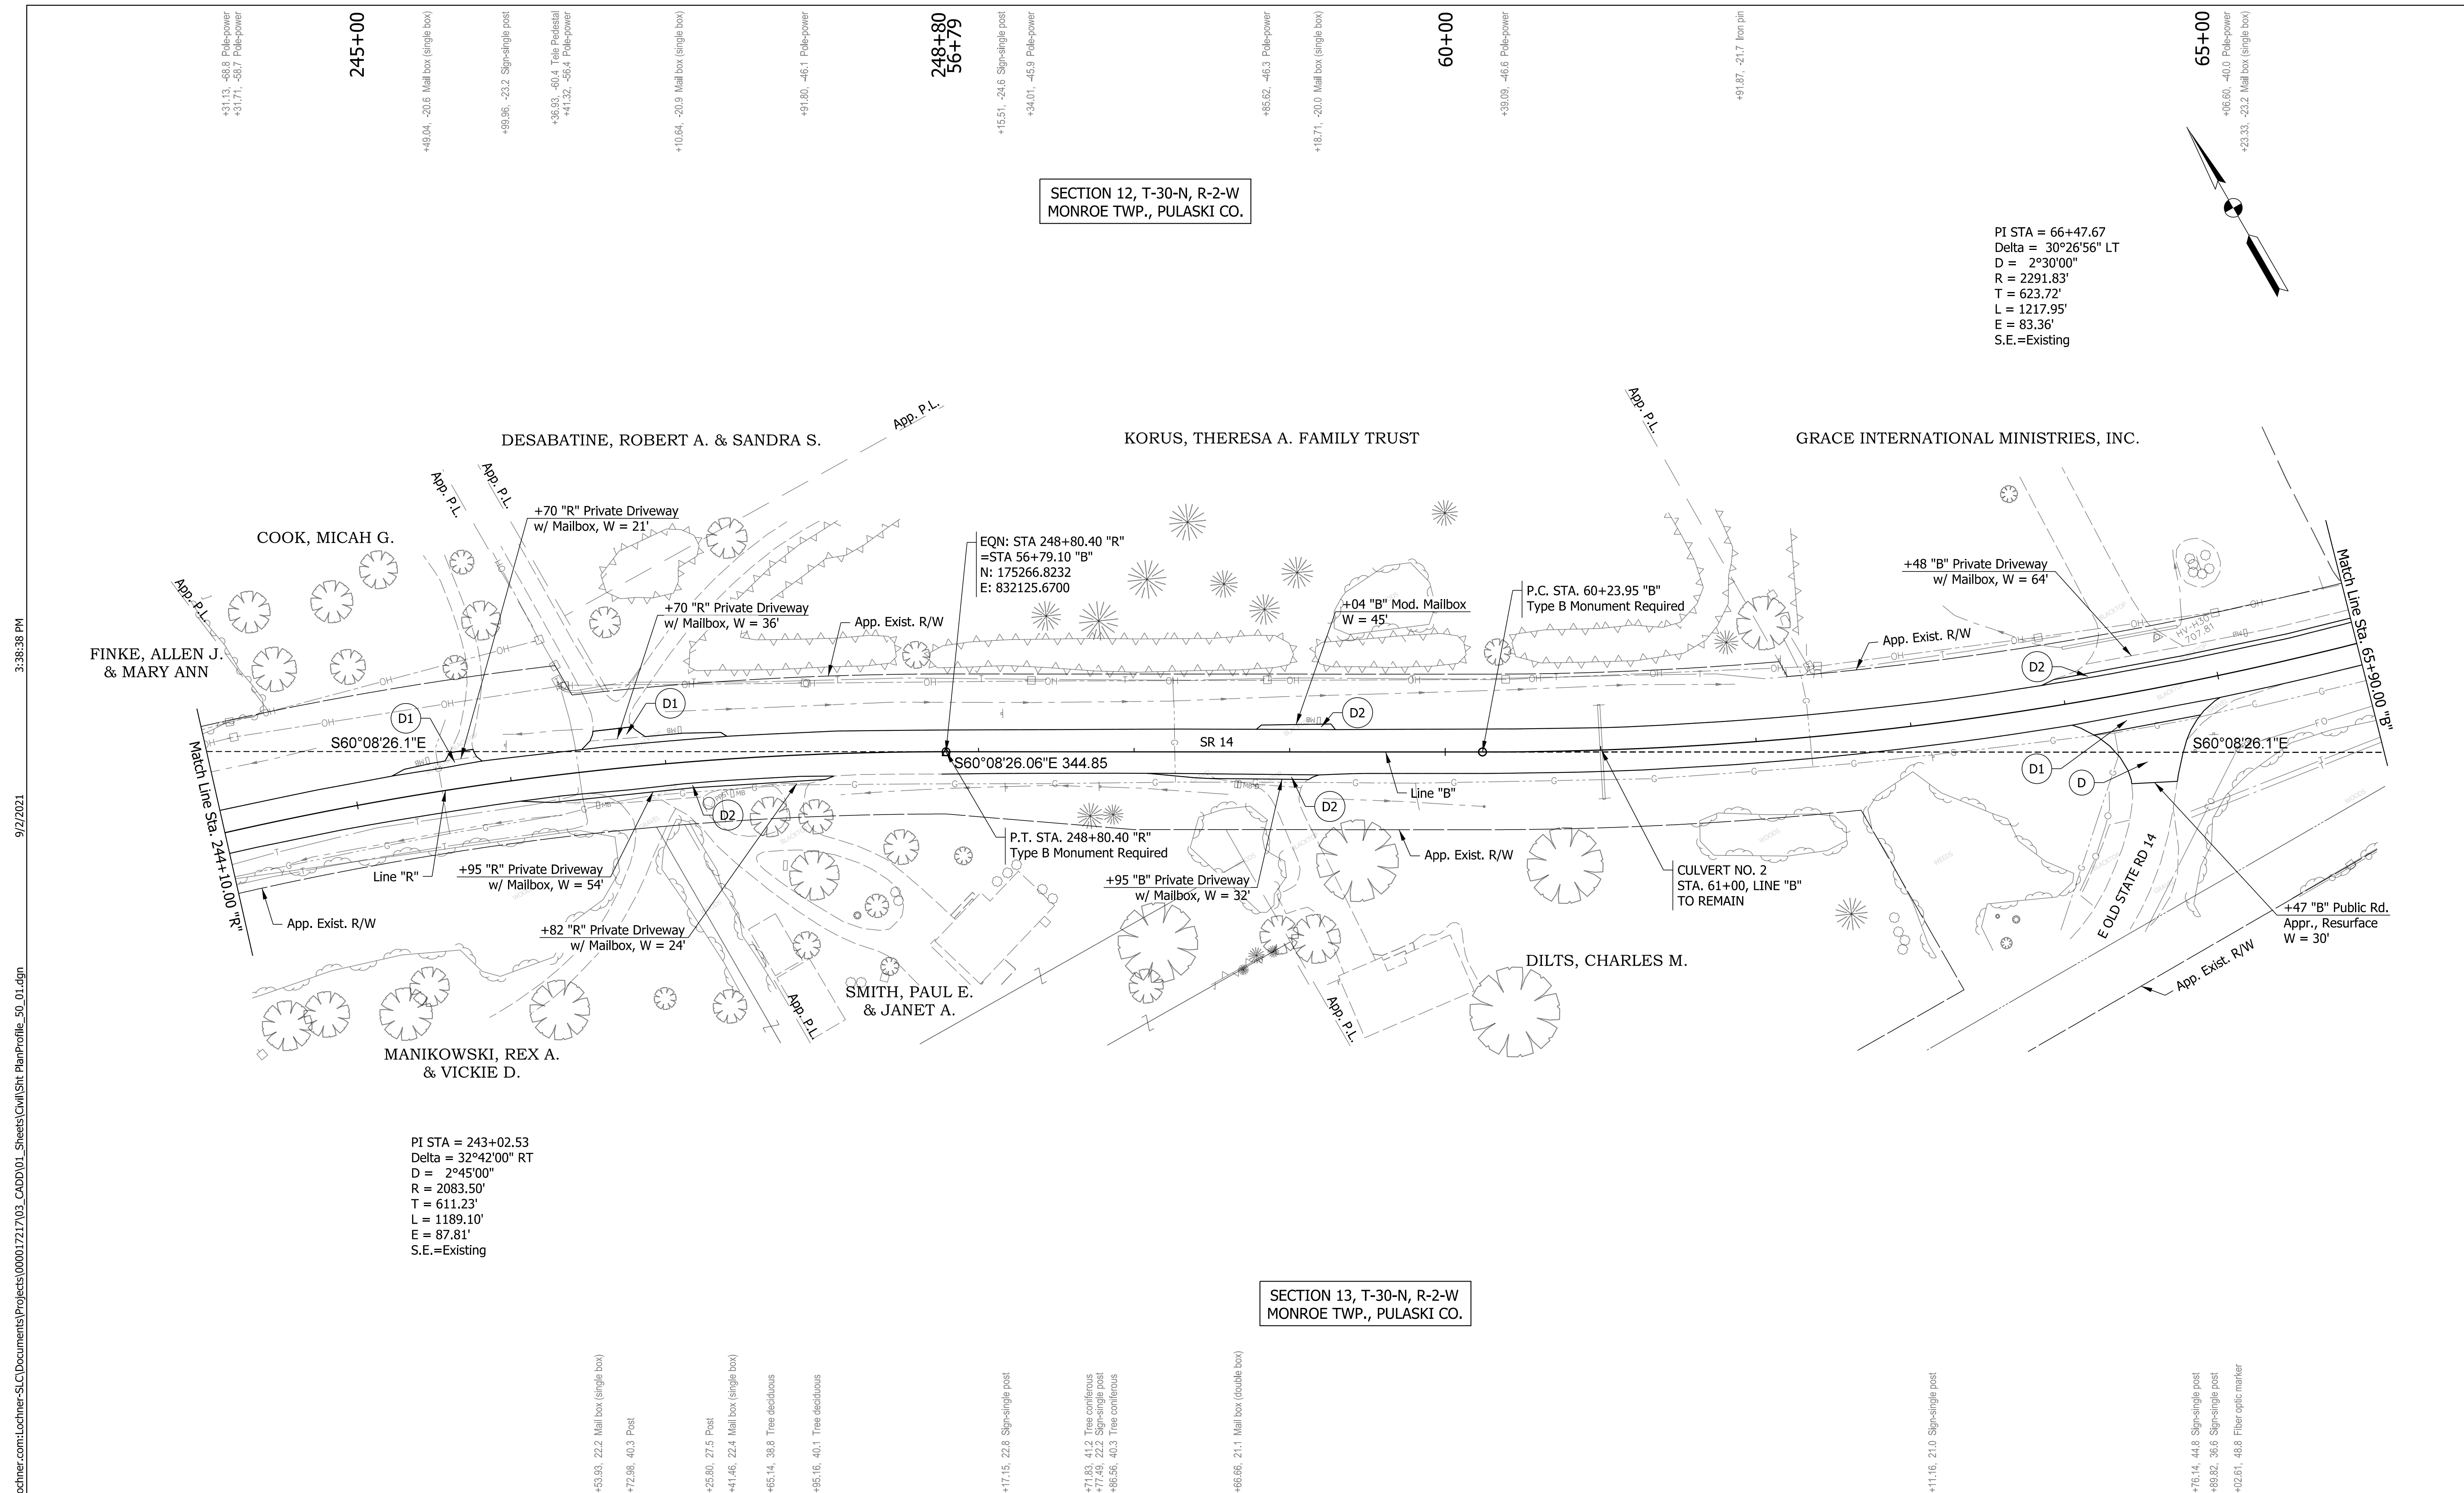 +31.13, -68.8 Pole-power
+31.71, -58.7 Pole-power
245+00
+49.04, -20.6 Mail box (single box)
+99.96, -23.2 Sign-single post
+36.93, -60.4 Tele Pedestal
+41.32, -56.4 Pole-power
+10.64, -20.9 Mail box (single box)
+91.80, -46.1 Pole-power
248+80
56+79
+15.51, -24.6 Sign-single post
+34.01, -45.9 Pole-power
+85.62, -46.3 Pole-power
+18.71, -20.0 Mail box (single box)
60+00
+39.09, -46.6 Pole-power
+91.87, -21.7 Iron pin
65+00
+06.60, -40.0 Pole-power
+23.33, -23.2 Mail box (single box)
SECTION 12, T-30-N, R-2-W
MONROE TWP., PULASKI CO.
PI STA = 66+47.67
Delta = 30°26'56" LT
D = 2°30'00"
R = 2291.83'
T = 623.72'
L = 1217.95'
E = 83.36'
S.E.=Existing
DESABATINE, ROBERT A. & SANDRA S.
App. P.L.
KORUS, THERESA A. FAMILY TRUST
App. P.L.
GRACE INTERNATIONAL MINISTRIES, INC.
App. P.L.
App. P.L.
COOK, MICAH G.
+70 "R" Private Driveway
w/ Mailbox, W = 21'
EQN: STA 248+80.40 "R"
=STA 56+79.10 "B"
N: 175266.8232
E: 832125.6700
+48 "B" Private Driveway
w/ Mailbox, W = 64'
P.C. STA. 60+23.95 "B"
Type B Monument Required
+04 "B" Mod. Mailbox
W = 45'
+70 "R" Private Driveway
w/ Mailbox, W = 36'
App. Exist. R/W
App. P.L.
FINKE, ALLEN J.
& MARY ANN
App. Exist. R/W
HV-H30
707.81
BLACKTOP
D2
D1
D1
D2
Match Line Sta. 65+90.00 "B"
S60°08'26.1"E
SR 14
S60°08'26.1"E
S60°08'26.06"E 344.85
Line "B"
D2
D2
D1
D
Match Line Sta. 244+10.00 "R"
P.T. STA. 248+80.40 "R"
Type B Monument Required
App. Exist. R/W
Line "R"
+95 "R" Private Driveway
w/ Mailbox, W = 54'
+95 "B" Private Driveway
w/ Mailbox, W = 32'
CULVERT NO. 2
STA. 61+00, LINE "B"
TO REMAIN
WOODS
WEEDS
WOODS
E OLD STATE RD 14
+47 "B" Public Rd.
Appr., Resurface
W = 30'
App. Exist. R/W
+82 "R" Private Driveway
w/ Mailbox, W = 24'
App. Exist. R/W
DILTS, CHARLES M.
SMITH, PAUL E.
& JANET A.
App. P.L.
App. P.L.
MANIKOWSKI, REX A.
& VICKIE D.
PI STA = 243+02.53
Delta = 32°42'00" RT
D = 2°45'00"
R = 2083.50'
T = 611.23'
L = 1189.10'
E = 87.81'
S.E.=Existing
SECTION 13, T-30-N, R-2-W
MONROE TWP., PULASKI CO.
+53.93, 22.2 Mail box (single box)
+72.98, 40.3 Post
+25.80, 27.5 Post
+41.46, 22.4 Mail box (single box)
+65.14, 38.8 Tree deciduous
+95.16, 40.1 Tree deciduous
+17.15, 22.8 Sign-single post
+71.83, 41.2 Tree coniferous
+77.49, 22.2 Sign-single post
+86.56, 40.3 Tree coniferous
+66.66, 21.1 Mail box (double box)
+11.16, 21.0 Sign-single post
+76.14, 44.8 Sign-single post
+89.82, 36.6 Sign-single post
+02.61, 48.8 Fiber optic marker
3:38:38 PM
9/2/2021
ochner.com:Lochner-SLC\Documents\Projects\000017217\03_CADD\01_Sheets\Civil\Sht PlanProfile_50_01.dgn